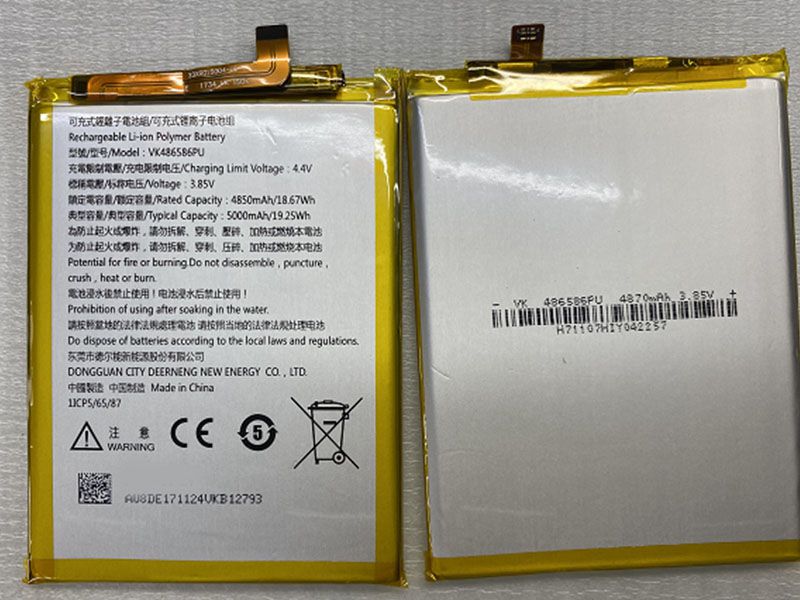 可充式鋰離子電池組/可充式锂离子电池组
Rechargeable Li-ion Polymer Battery
型號/型号/Model : VK486586PU
充電限制電壓/充电限制电压/Charging Limit Voltage : 4.4V
標稱電壓/标称电压/Voltage : 3.85V
額定電容量/额定容量/Rated Capacity : 4850mAh/18.67Wh
典型容量/典型容量/Typical Capacity : 5000mAh/19.25Wh
為防止起火或爆炸，請勿拆解、穿刺、壓碎、加熱或燃燒本電池
为防止起火或爆炸，请勿拆解、穿刺、压碎、加热或燃烧本电池
Potential for fire or burning.Do not disassemble , puncture ,
crush , heat or burn.
電池浸水後禁止使用！电池浸水后禁止使用！
Prohibition of using after soaking in the water.
請按照當地的法律法規處理電池 请按照当地的法律法规处理电池
Do dispose of batteries according to the local laws and regulations.
东莞市德尔能新能源股份有限公司
DONGGUAN CITY DEERNENG NEW ENERGY CO. , LTD.
中國製造 中国制造 Made in China
1ICP5/65/87
注 意
WARNING
CE
5
AU8DE171124VKB12793
- VK 486586PU 4870mAh 3.85V +
H71107HIY042257